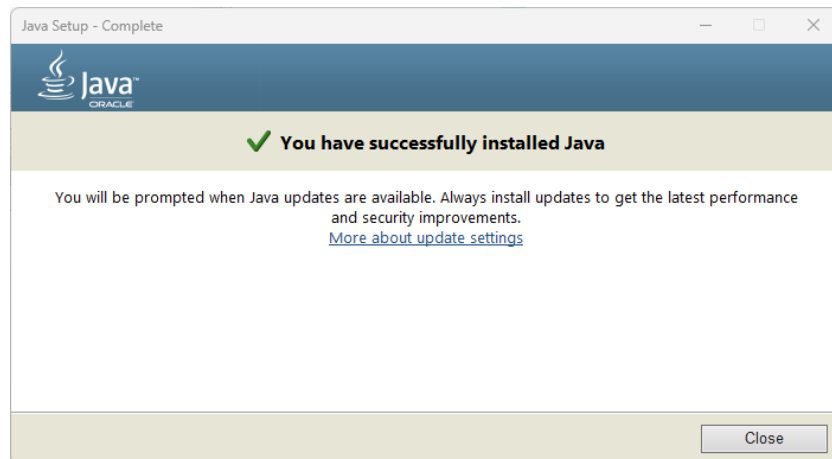 Java Setup - Complete
Java™
ORACLE
You have successfully installed Java
You will be prompted when Java updates are available. Always install updates to get the latest performance
and security improvements.
More about update settings
Close